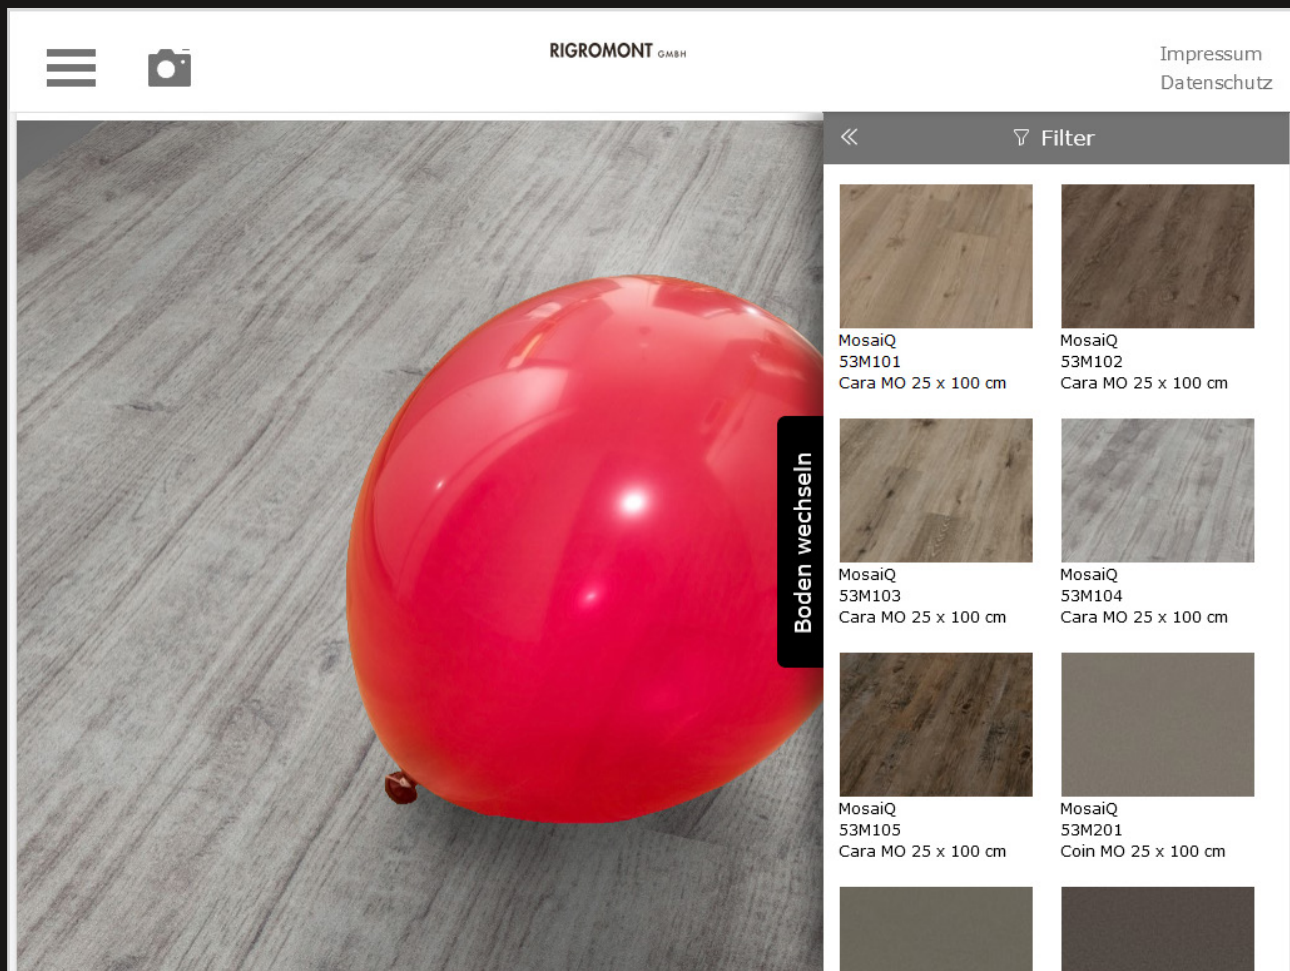 RIGROMONT GMBH
Impressum
Datenschutz
Filter
MosaiQ
53M101
Cara MO 25 x 100 cm
MosaiQ
53M102
Cara MO 25 x 100 cm
Boden wechseln
MosaiQ
53M103
Cara MO 25 x 100 cm
MosaiQ
53M104
Cara MO 25 x 100 cm
MosaiQ
53M105
Cara MO 25 x 100 cm
MosaiQ
53M201
Coin MO 25 x 100 cm